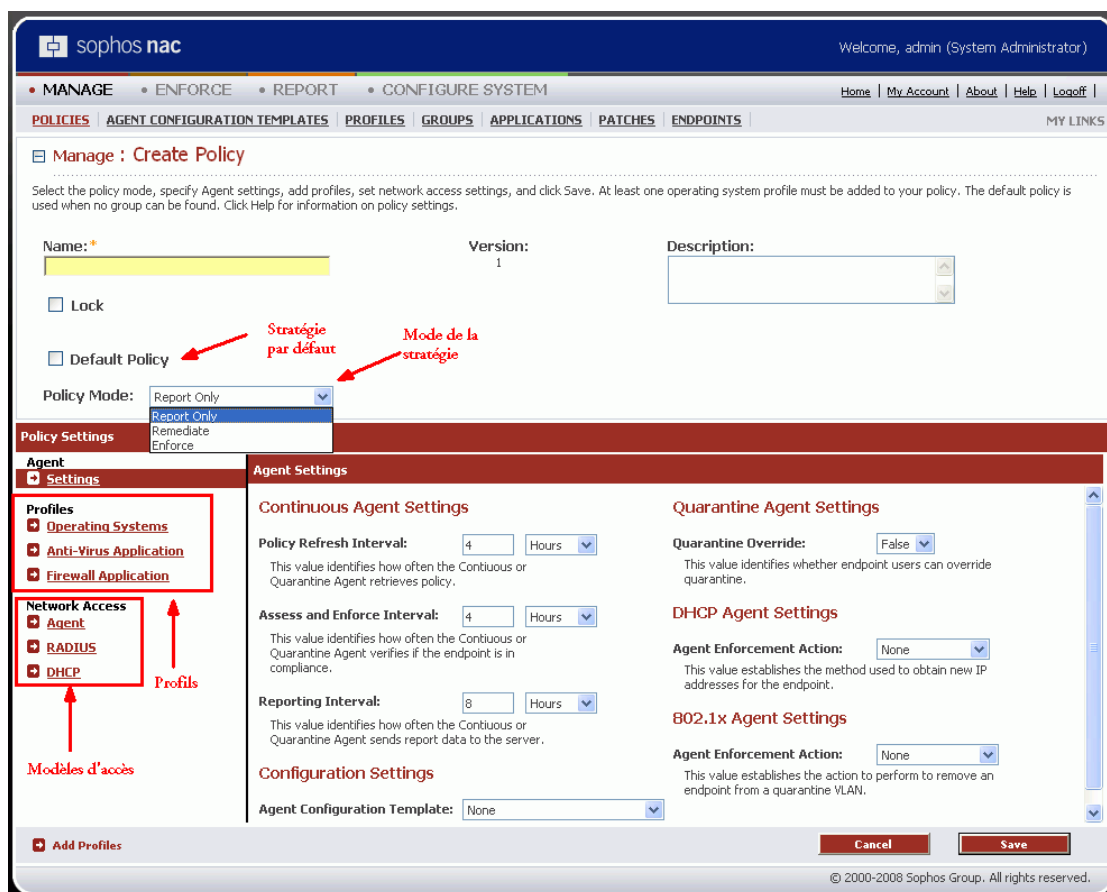 sophos nac
Welcome, admin (System Administrator)
• MANAGE • ENFORCE • REPORT • CONFIGURE SYSTEM
Home | My Account | About | Help | Logoff |
POLICIES | AGENT CONFIGURATION TEMPLATES | PROFILES | GROUPS | APPLICATIONS | PATCHES | ENDPOINTS |
MY LINKS
Manage : Create Policy
Select the policy mode, specify Agent settings, add profiles, set network access settings, and click Save. At least one operating system profile must be added to your policy. The default policy is
used when no group can be found. Click Help for information on policy settings.
Name:*
Version:
1
Description:
Lock
Default Policy
Stratégie
par défaut
Mode de la
stratégie
Policy Mode:
Report Only
Report Only
Remediate
Enforce
Policy Settings
Agent
Settings
Profiles
Operating Systems
Anti-Virus Application
Firewall Application
Network Access
Agent
RADIUS
DHCP
Profils
Modèles d'accès
Agent Settings
Continuous Agent Settings
Policy Refresh Interval: 4 Hours
This value identifies how often the Contiuous or
Quarantine Agent retrieves policy.
Assess and Enforce Interval: 4 Hours
This value identifies how often the Contiuous or
Quarantine Agent verifies if the endpoint is in
compliance.
Reporting Interval: 8 Hours
This value identifies how often the Contiuous or
Quarantine Agent sends report data to the server.
Configuration Settings
Agent Configuration Template: None
Quarantine Agent Settings
Quarantine Override: False
This value identifies whether endpoint users can override
quarantine.
DHCP Agent Settings
Agent Enforcement Action: None
This value establishes the method used to obtain new IP
addresses for the endpoint.
802.1x Agent Settings
Agent Enforcement Action: None
This value establishes the action to perform to remove an
endpoint from a quarantine VLAN.
Add Profiles
Cancel
Save
© 2000-2008 Sophos Group. All rights reserved.